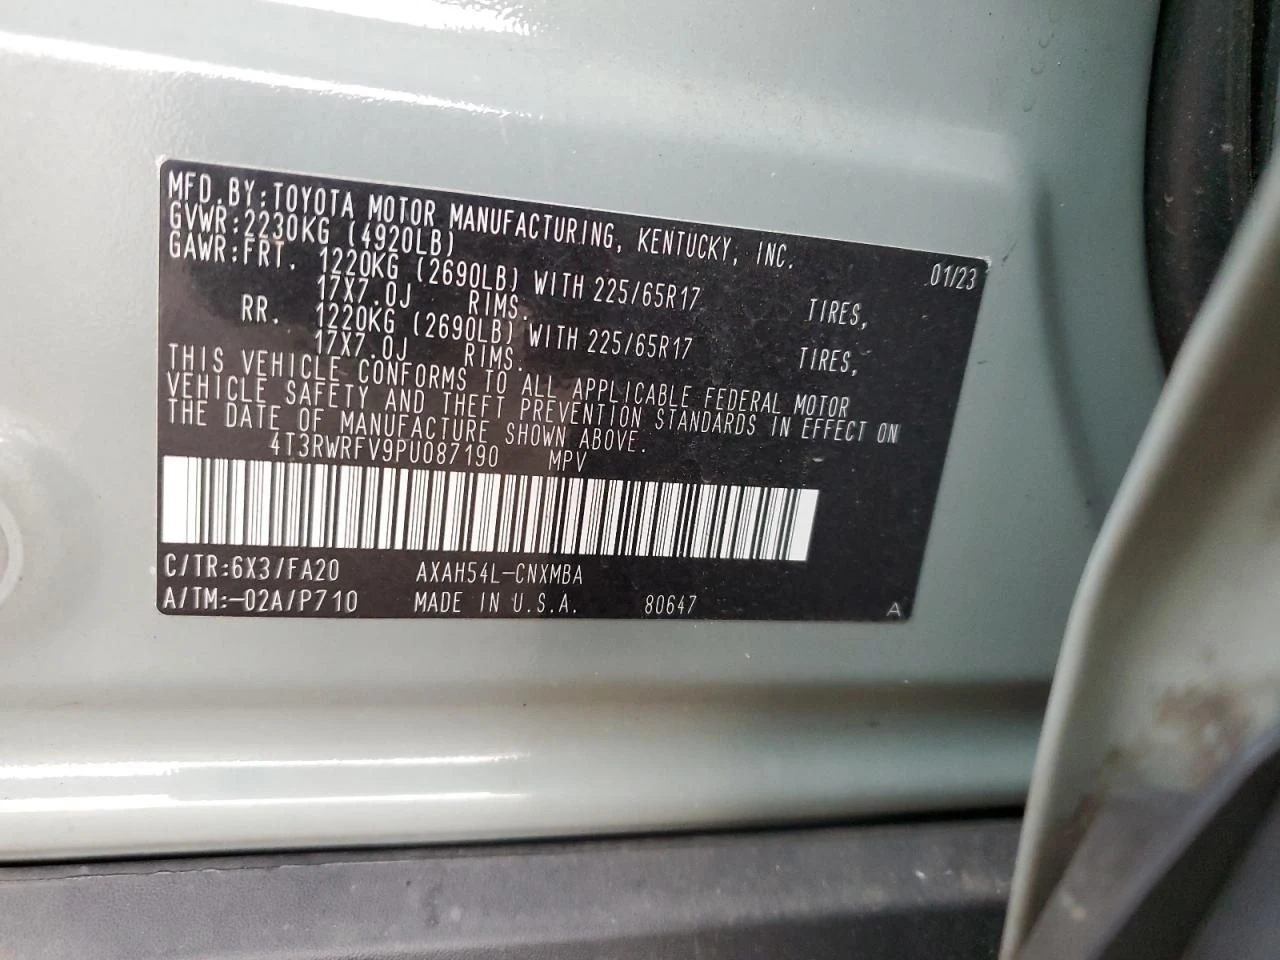 MFD.BY:TOYOTA MOTOR MANUFACTURING, KENTUCKY, INC. 01/23
GVWR:2230KG (4920LB)
GAWR:FRT. 1220KG (2690LB) WITH 225/65R17 TIRES,
17X7.0J RIMS.
RR. 1220KG (2690LB) WITH 225/65R17 TIRES,
17X7.0J RIMS.
THIS VEHICLE CONFORMS TO ALL APPLICABLE FEDERAL MOTOR
VEHICLE SAFETY AND THEFT PREVENTION STANDARDS IN EFFECT ON
THE DATE OF MANUFACTURE SHOWN ABOVE.
4T3RWRFV9PU087190 MPV
C/TR:6X3/FA20 AXAH54L-CNXMBA
A/TM:-02A/P710 MADE IN U.S.A. 80647 A